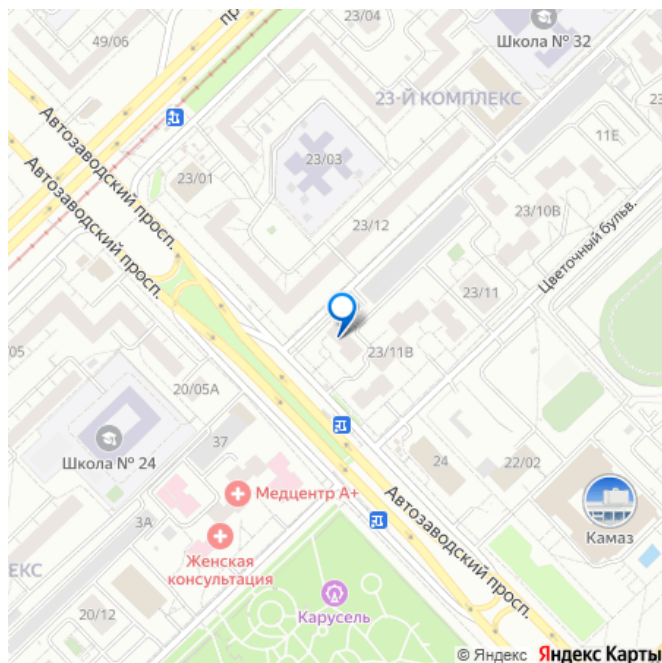 49/06
пр
23/04
Школа № 32
23-Й КОМПЛЕКС
11Е
23
Автозаводский просп.
Автозаводский просп.
23/03
23/01
23/12
23/10В
Цветочный бульв.
23/11
05
23/11В
20/05А
37
Школа № 24
24
22/02
Медцентр А+
Автозаводский просп.
3А
Женская
консультация
Камаз
ЕКС
20/12
Карусель
© Яндекс Яндекс Карты